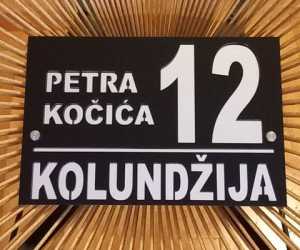 PETRA
KOČIĆA
12
KOLUNDŽIJA